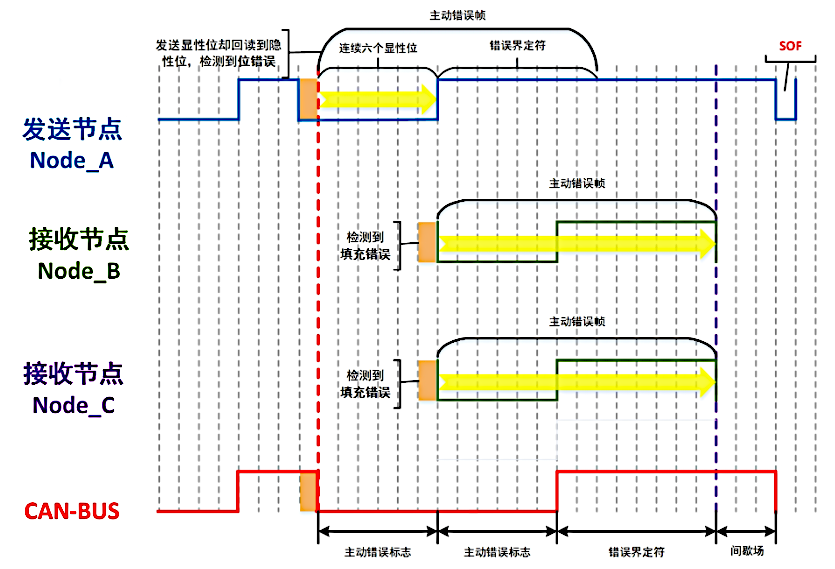 主动错误帧
发送显性位却回读到隐
性位，检测到位错误
连续六个显性位
错误界定符
SOF
发送节点
Node_A
主动错误帧
检测到
填充错误
接收节点
Node_B
主动错误帧
检测到
填充错误
接收节点
Node_C
CAN-BUS
主动错误标志
主动错误标志
错误界定符
间歇场